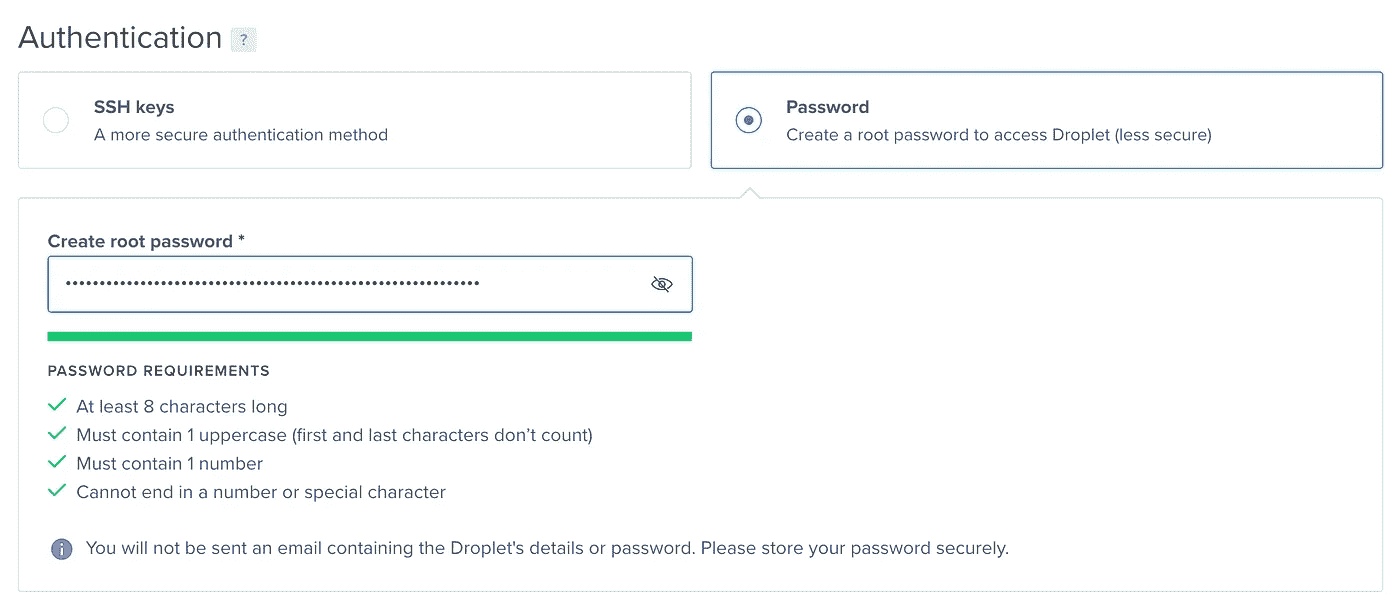 Authentication ?
SSH keys
A more secure authentication method
Password
Create a root password to access Droplet (less secure)
Create root password *
PASSWORD REQUIREMENTS
At least 8 characters long
Must contain 1 uppercase (first and last characters don’t count)
Must contain 1 number
Cannot end in a number or special character
You will not be sent an email containing the Droplet's details or password. Please store your password securely.